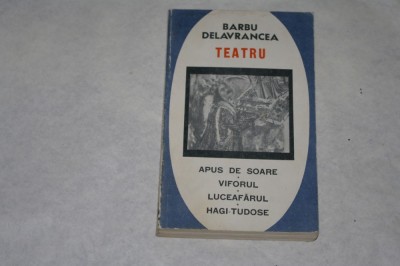 BARBU
DELAVRANCEA
TEATRU
APUS DE SOARE
VIFORUL
LUCEAFĂRUL
HAGI-TUDOSE